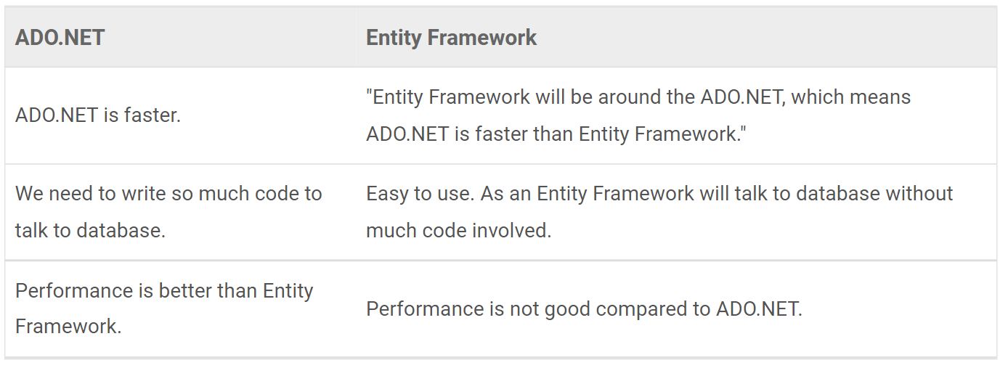 ADO.NET
Entity Framework
ADO.NET is faster.
"Entity Framework will be around the ADO.NET, which means
ADO.NET is faster than Entity Framework."
We need to write so much code to
talk to database.
Easy to use. As an Entity Framework will talk to database without
much code involved.
Performance is better than Entity
Framework.
Performance is not good compared to ADO.NET.